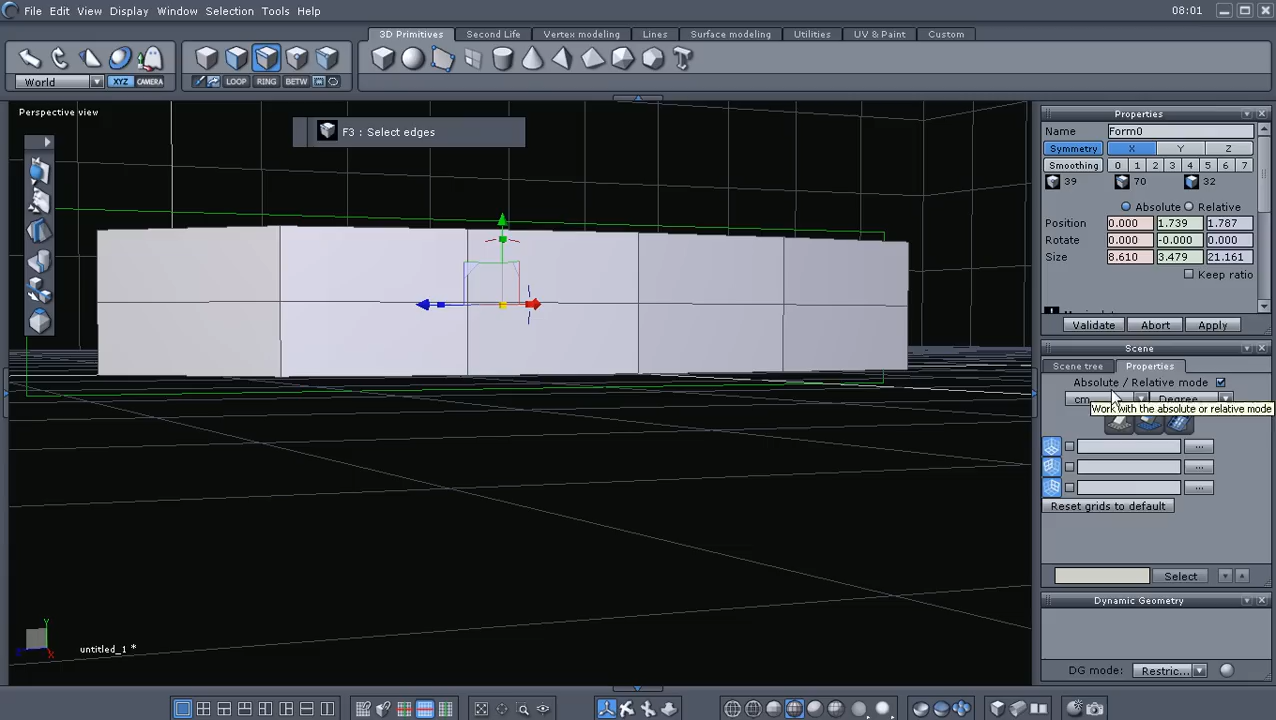 File Edit View Display Window Selection Tools Help 08:01
3D Primitives Second Life Vertex modeling Lines Surface modeling Utilities UV & Paint Custom
World XYZ CAMERA LOOP RING BETW
Perspective view
F3 : Select edges
Properties
Name Form0
Symmetry X Y Z
Smoothing 0 1 2 3 4 5 6 7
39 70 32
Absolute Relative
Position 0.000 1.739 1.787
Rotate 0.000 -0.000 0.000
Size 8.610 3.479 21.161
Keep ratio
Validate Abort Apply
Scene
Scene tree Properties
Absolute / Relative mode
cm Degree
Work with the absolute or relative mode
...
...
...
Reset grids to default
Select
Dynamic Geometry
Y
X
untitled_1 *
DG mode: Restric...